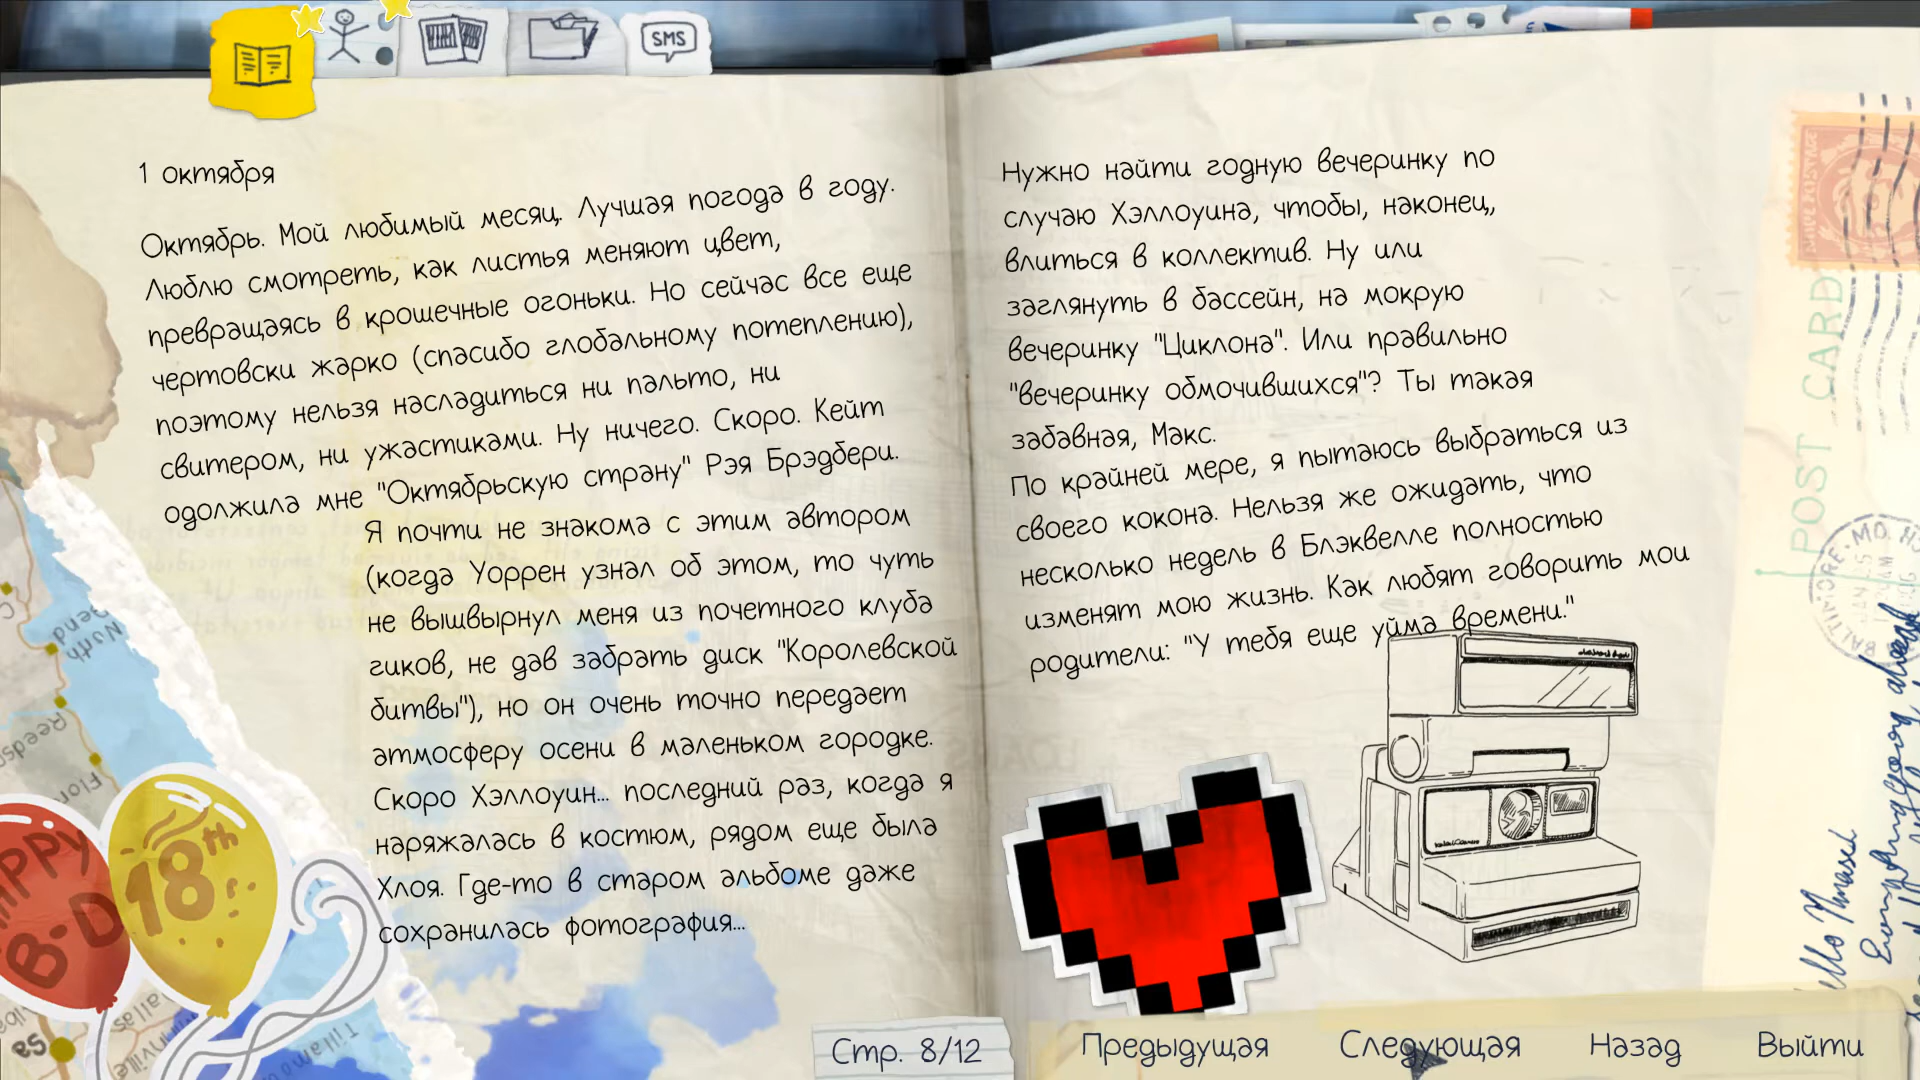 SMS
1 октября
Октябрь. Мой любимый месяц. Лучшая погода в году.
Люблю смотреть, как листья меняют цвет,
превращаясь в крошечные огоньки. Но сейчас все еще
чертовски жарко (спасибо глобальному потеплению),
поэтому нельзя насладиться ни пальто, ни
свитером, ни ужастиками. Ну ничего. Скоро. Кейт
одолжила мне "Октябрьскую страну" Рэя Брэдбери.
Я почти не знакома с этим автором
(когда Уоррен узнал об этом, то чуть
не вышвырнул меня из почетного клуба
гиков, не дав забрать диск "Королевской
битвы"), но он очень точно передает
атмосферу осени в маленьком городке.
Скоро Хэллоуин... последний раз, когда я
наряжалась в костюм, рядом еще была
Хлоя. Где-то в старом альбоме даже
сохранилась фотография...
Нужно найти годную вечеринку по
случаю Хэллоуина, чтобы, наконец,
влиться в коллектив. Ну или
заглянуть в бассейн, на мокрую
вечеринку "Циклона". Или правильно
"вечеринку обмочившихся"? Ты такая
забавная, Макс.
По крайней мере, я пытаюсь выбраться из
своего кокона. Нельзя же ожидать, что
несколько недель в Блэквелле полностью
изменят мою жизнь. Как любят говорить мои
родители: "У тебя еще уйма времени."
POST CARD
North
Bend
HAPPY
B-D
18th
!?
Стр. 8/12
Предыдущая
Следующая
Назад
Выйти